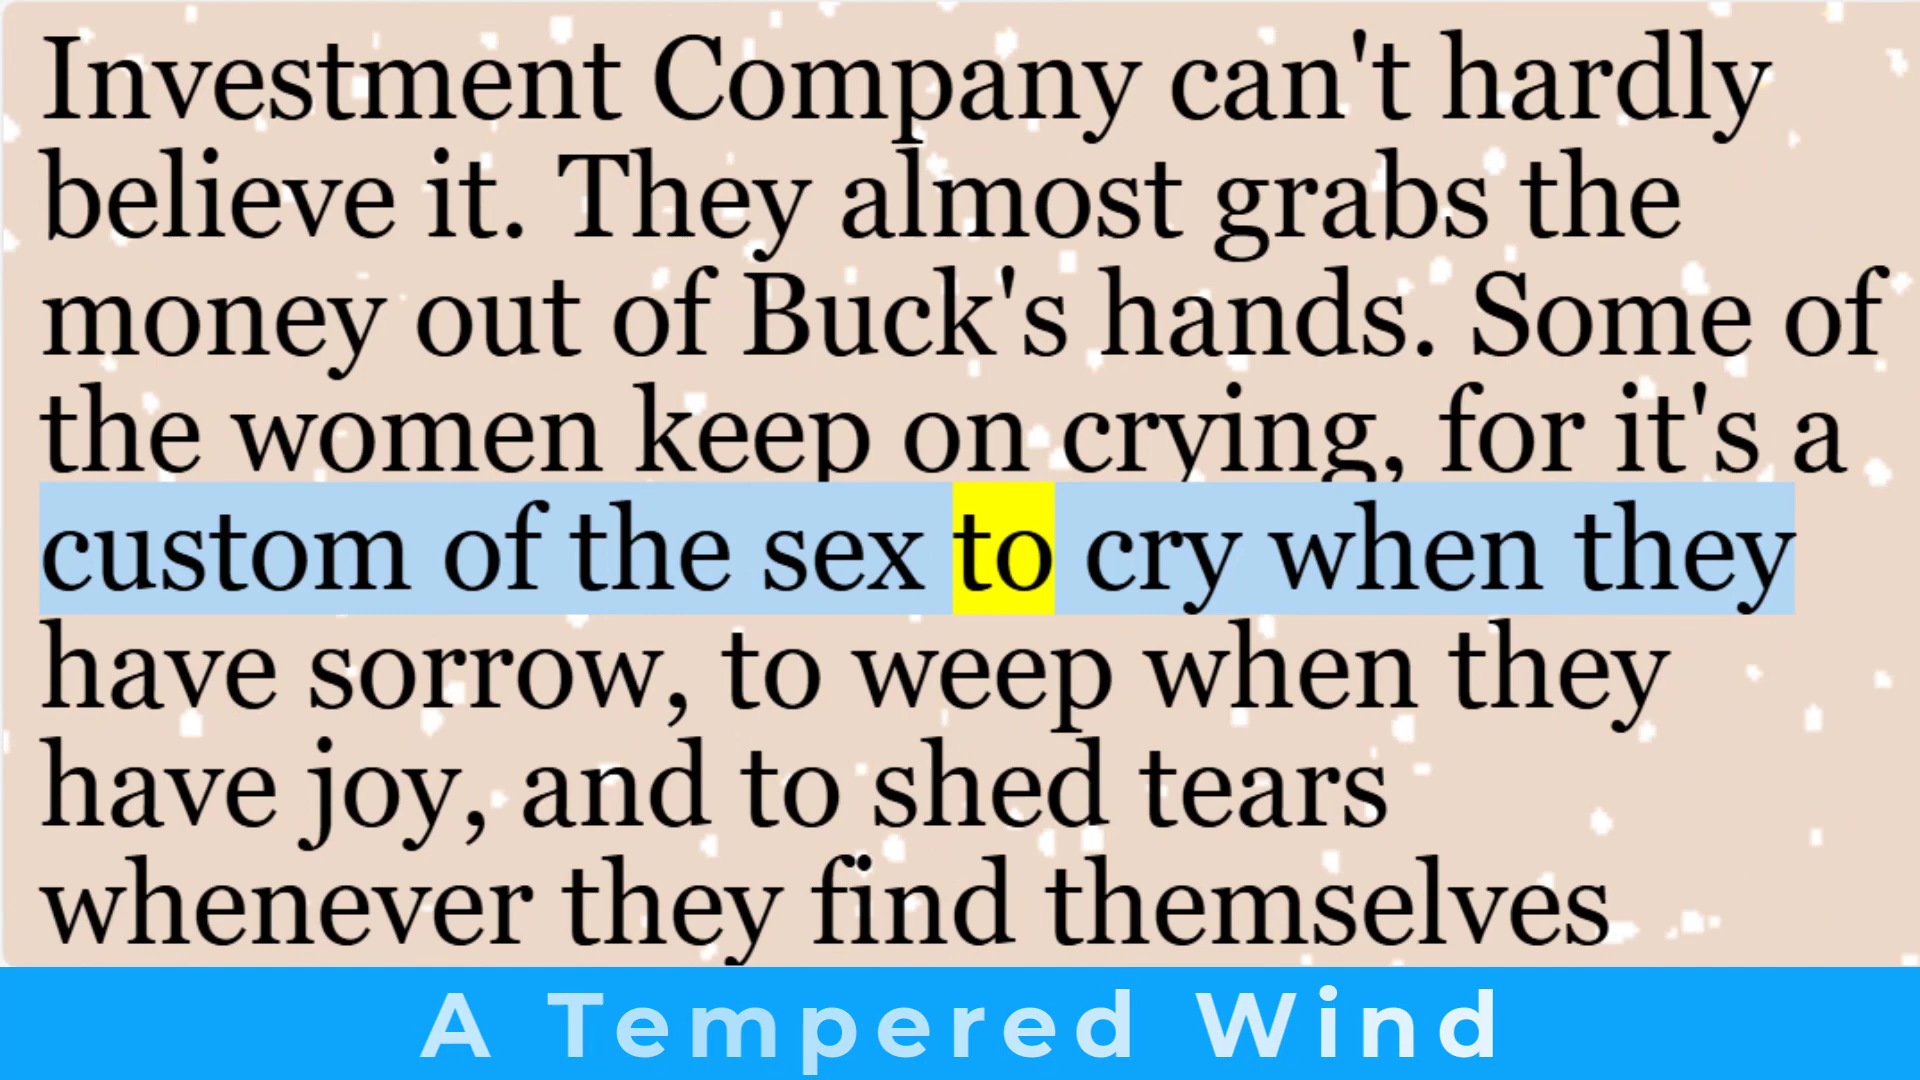 Investment Company can't hardly
believe it. They almost grabs the
money out of Buck's hands. Some of
the women keep on crying, for it's a
custom of the sex to cry when they
have sorrow, to weep when they
have joy, and to shed tears
whenever they find themselves
A Tempered Wind